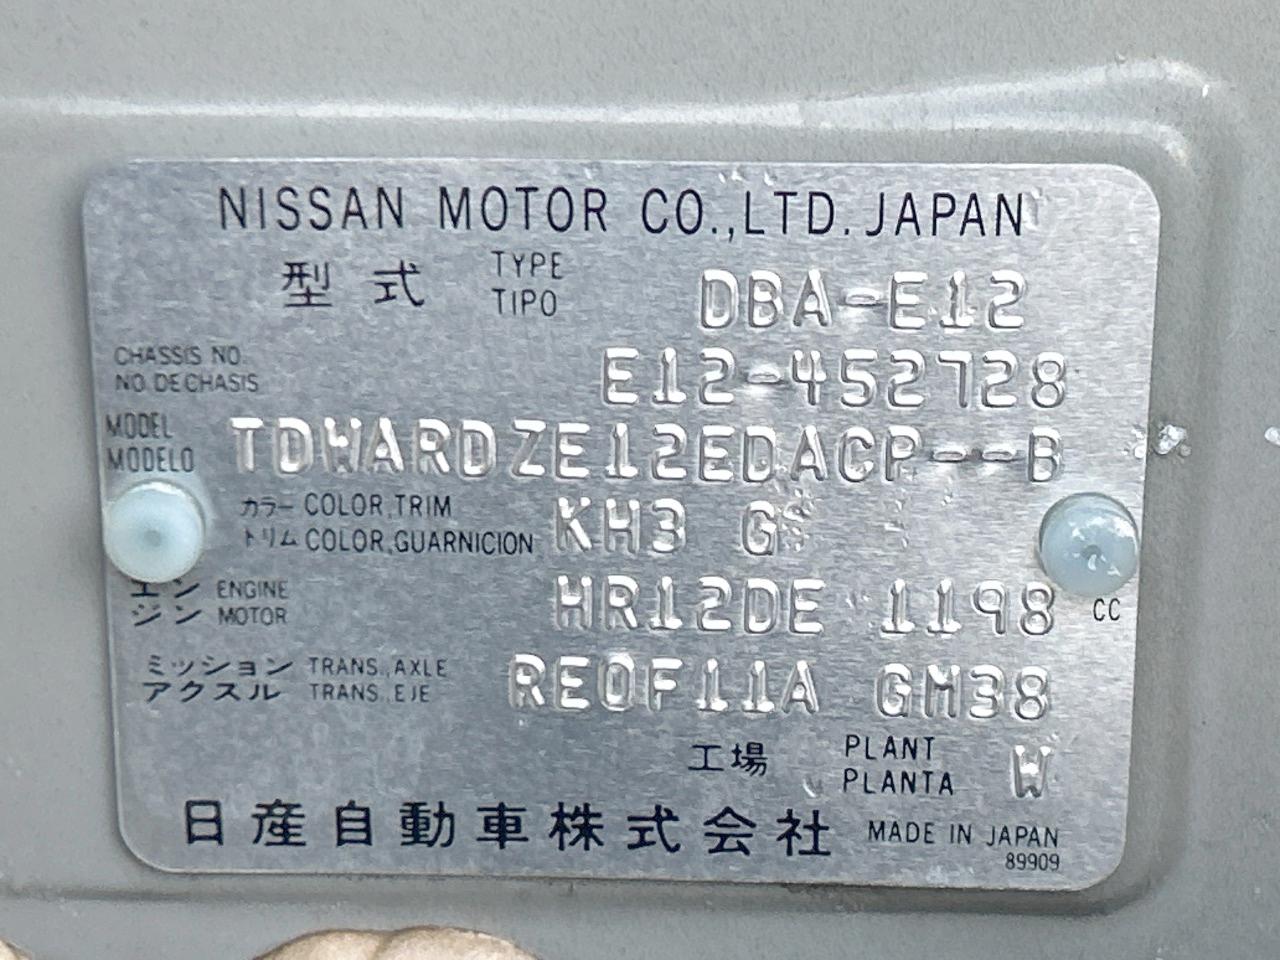 NISSAN MOTOR CO.,LTD. JAPAN
型式 TYPE TIPO DBA-E12
CHASSIS NO. NO. DE CHASIS E12-452728
MODEL MODELO TDWARDZE12EDACP--B
カラー COLOR,TRIM
トリム COLOR,GUARNICION KH3 G
エンジン ENGINE MOTOR HR12DE 1198 CC
ミッション TRANS.,AXLE
アクスル TRANS.,EJE RE0F11A GM38
工場 PLANT PLANTA W
日産自動車株式会社 MADE IN JAPAN
89909